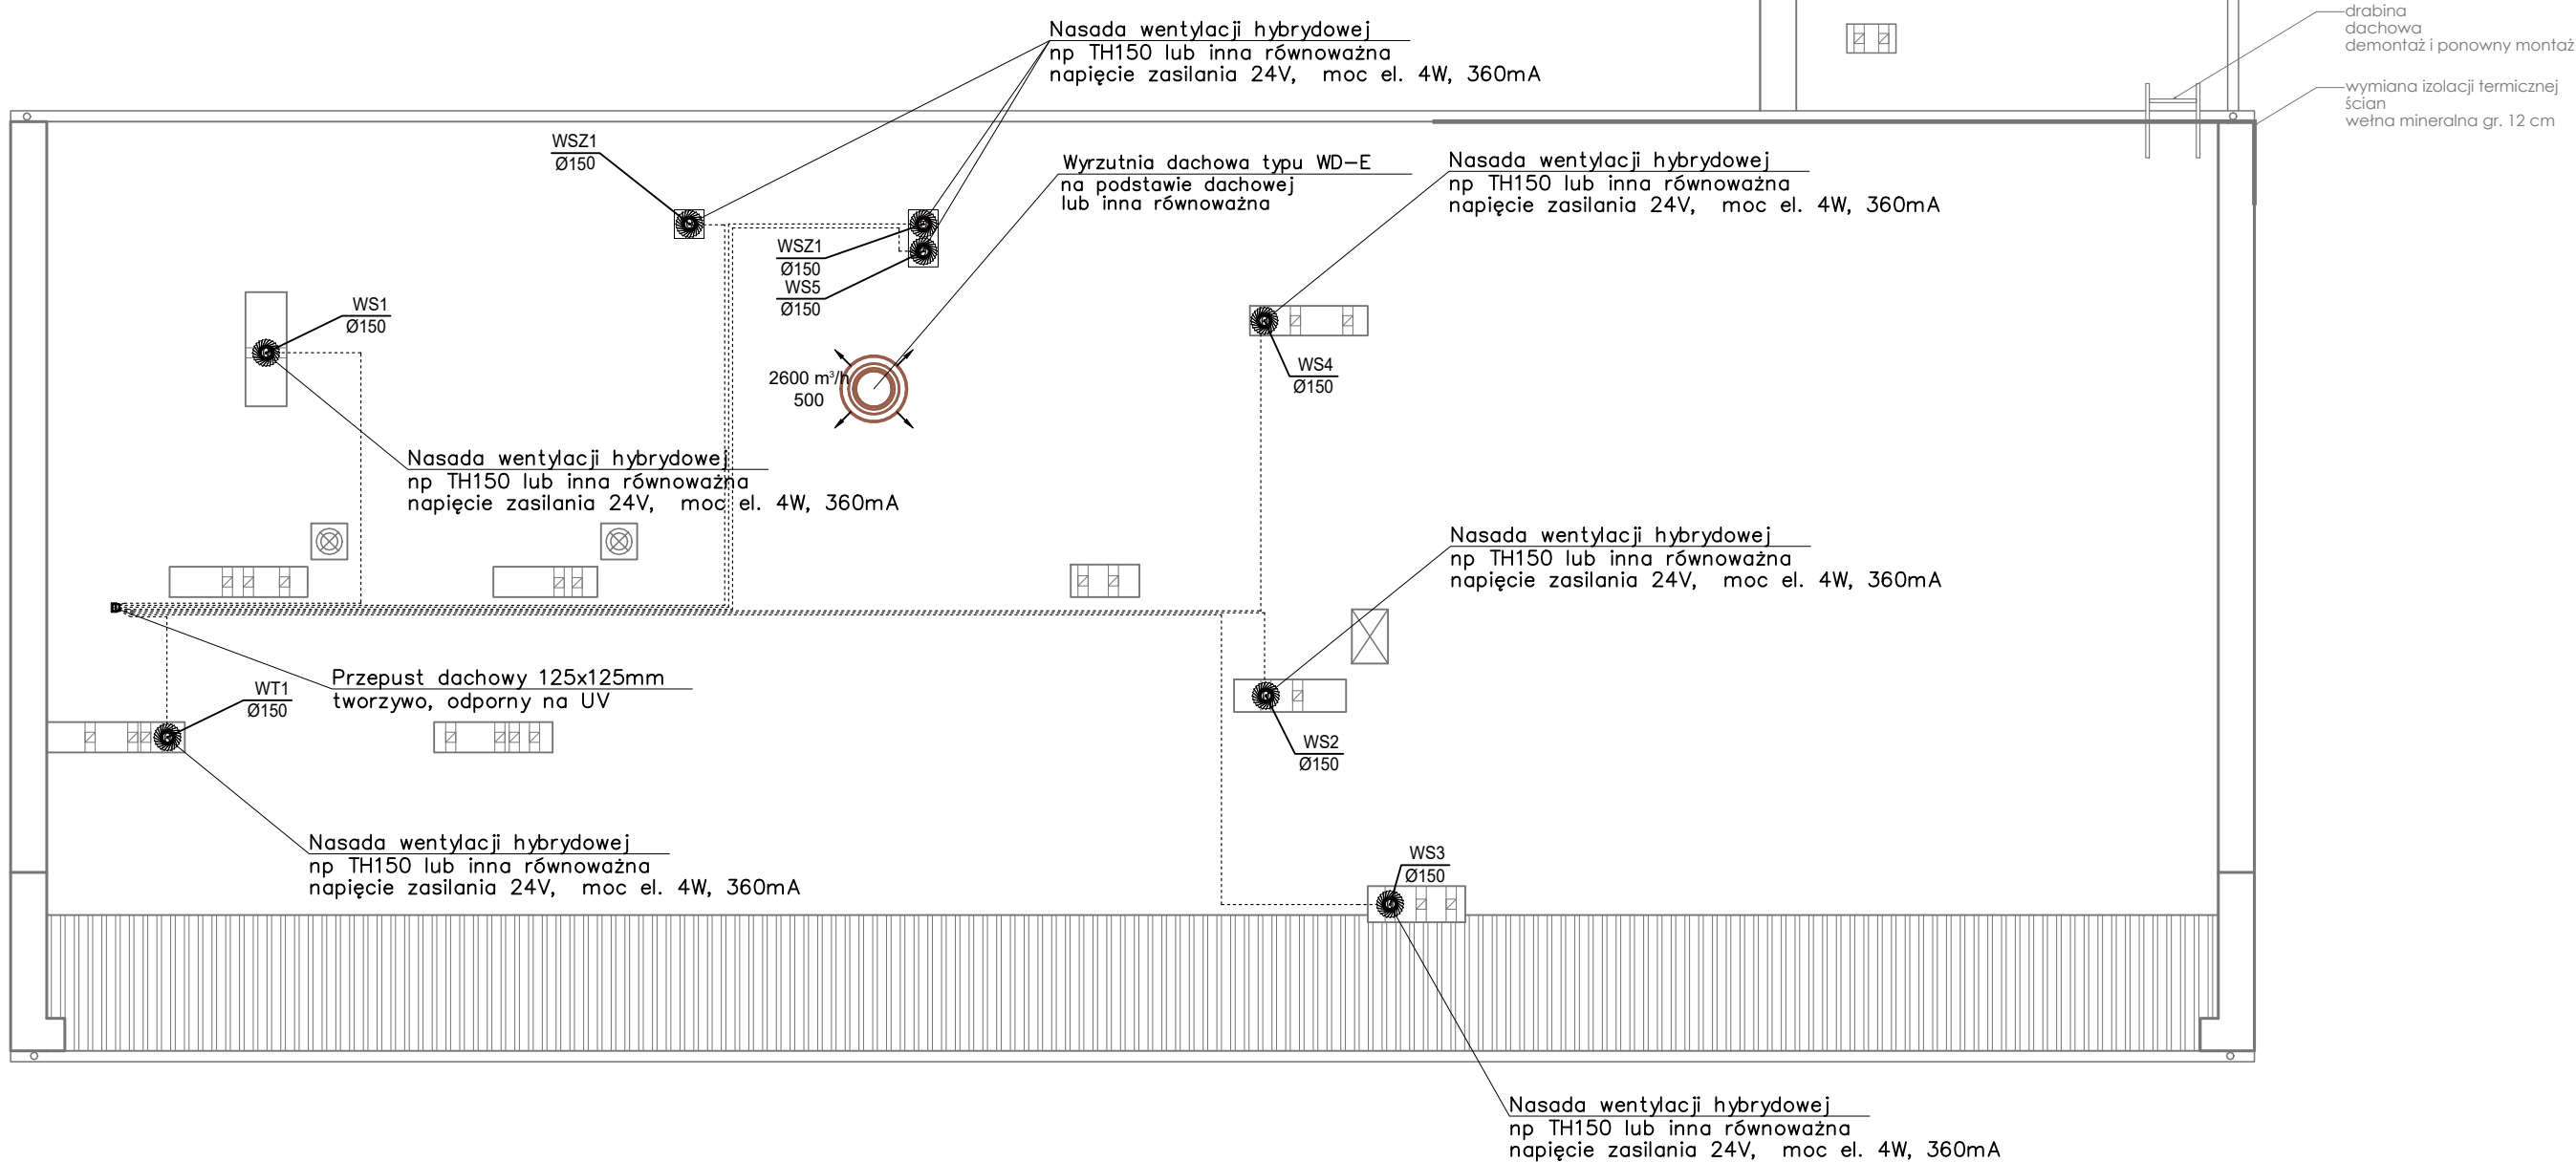 Nasada wentylacji hybrydowej
np TH150 lub inna równoważna
napięcie zasilania 24V, moc el. 4W, 360mA
drabina
dachowa
demontaż i ponowny montaż
wymiana izolacji termicznej
ścian
wełna mineralna gr. 12 cm
WSZ1
Ø150
Wyrzutnia dachowa typu WD-E
na podstawie dachowej
lub inna równoważna
Nasada wentylacji hybrydowej
np TH150 lub inna równoważna
napięcie zasilania 24V, moc el. 4W, 360mA
WSZ1
Ø150
WS5
Ø150
WS1
Ø150
2600 m³/h
500
WS4
Ø150
Nasada wentylacji hybrydowej
np TH150 lub inna równoważna
napięcie zasilania 24V, moc el. 4W, 360mA
Nasada wentylacji hybrydowej
np TH150 lub inna równoważna
napięcie zasilania 24V, moc el. 4W, 360mA
Przepust dachowy 125x125mm
tworzywo, odporny na UV
WT1
Ø150
WS2
Ø150
Nasada wentylacji hybrydowej
np TH150 lub inna równoważna
napięcie zasilania 24V, moc el. 4W, 360mA
WS3
Ø150
Nasada wentylacji hybrydowej
np TH150 lub inna równoważna
napięcie zasilania 24V, moc el. 4W, 360mA